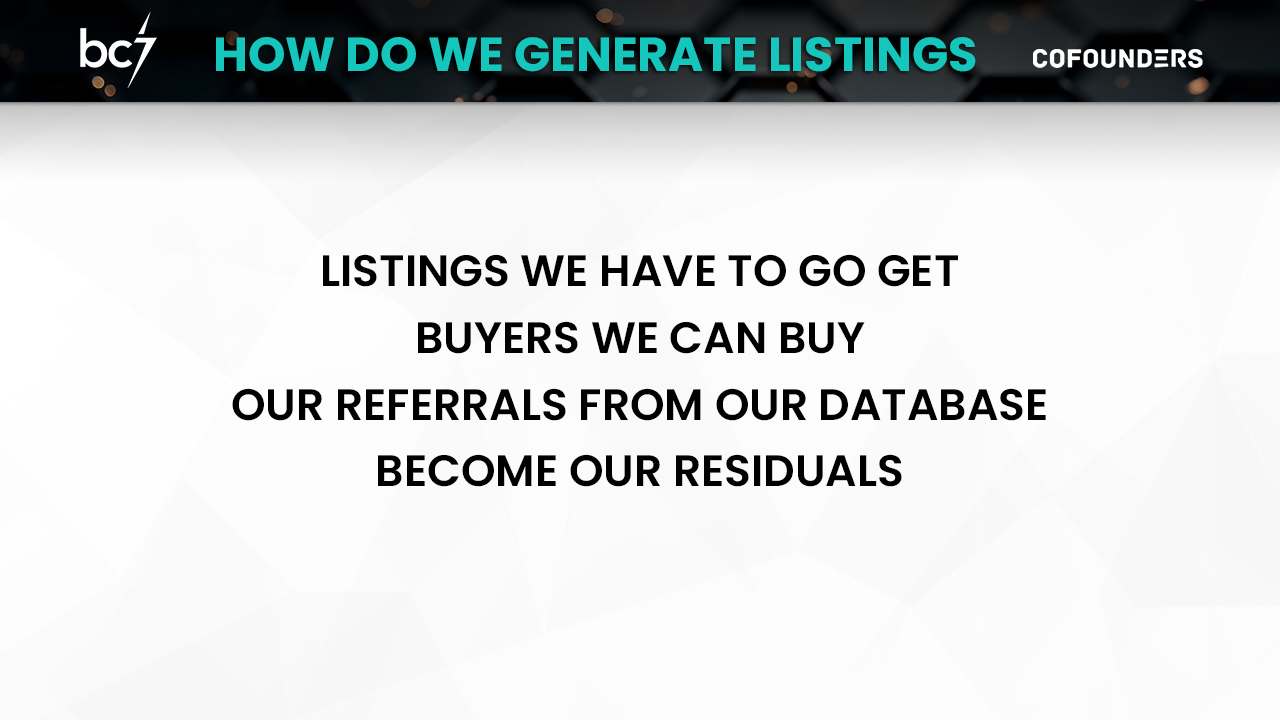 bc7
HOW DO WE GENERATE LISTINGS
COFOUNDERS
LISTINGS WE HAVE TO GO GET
BUYERS WE CAN BUY
OUR REFERRALS FROM OUR DATABASE
BECOME OUR RESIDUALS